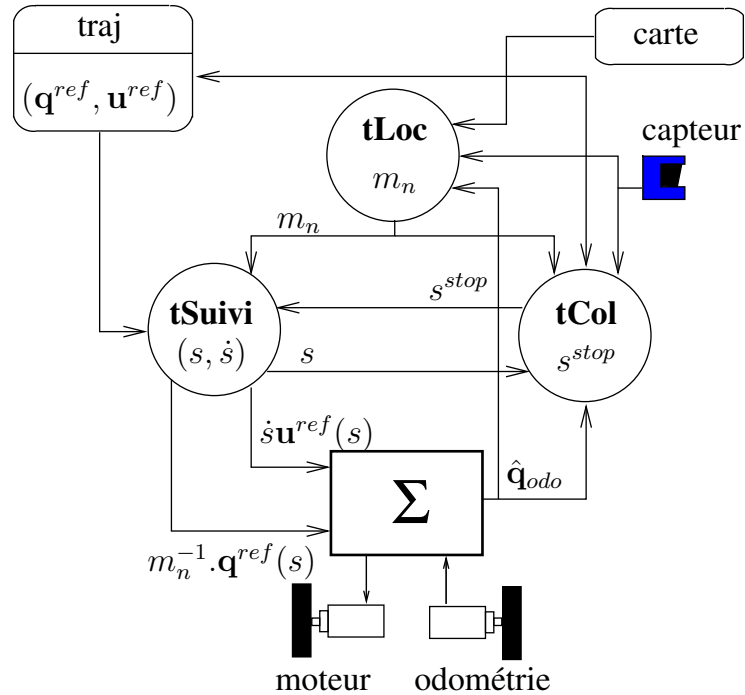 traj
carte
(q^{ref}, u^{ref})
tLoc
capteur
m_n
m_n
s^{stop}
tSuivi
tCol
(s, ṡ)
s
s^{stop}
ṡu^{ref}(s)
Σ
q̂_{odo}
m_n^{-1}.q^{ref}(s)
moteur
odométrie